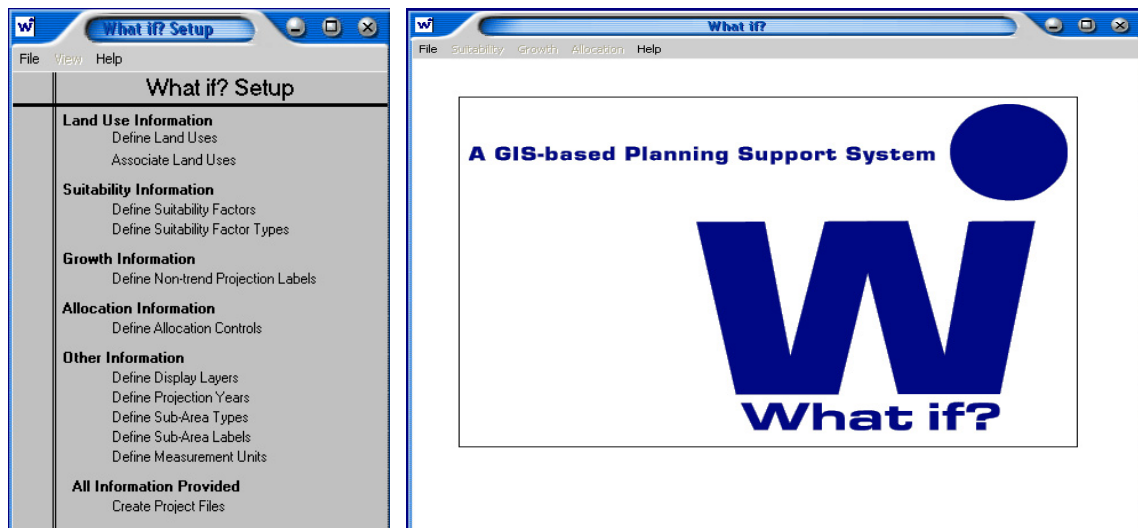 What if? Setup
File View Help
What if? Setup
Land Use Information
Define Land Uses
Associate Land Uses
Suitability Information
Define Suitability Factors
Define Suitability Factor Types
Growth Information
Define Non-trend Projection Labels
Allocation Information
Define Allocation Controls
Other Information
Define Display Layers
Define Projection Years
Define Sub-Area Types
Define Sub-Area Labels
Define Measurement Units
All Information Provided
Create Project Files
What if?
File Suitability Growth Allocation Help
A GIS-based Planning Support System
Wi
What if?